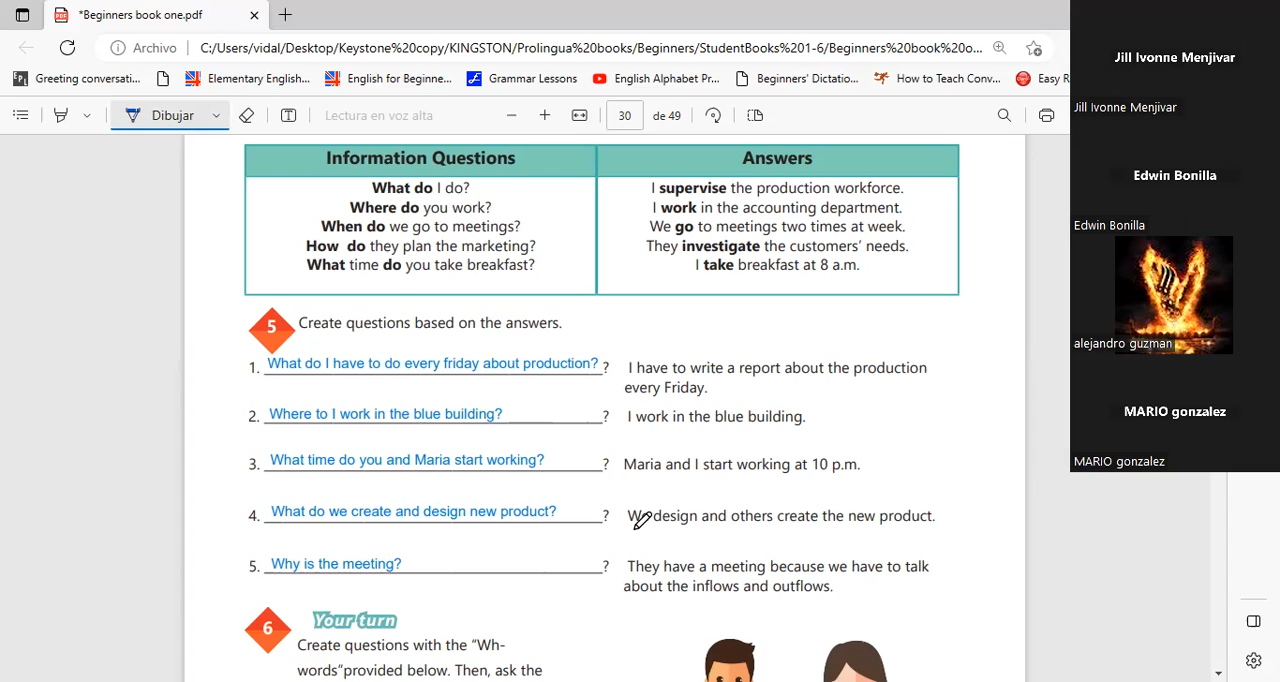 *Beginners book one.pdf
Archivo
C:/Users/vidal/Desktop/Keystone%20copy/KINGSTON/Prolingua%20books/Beginners/StudentBooks%201-6/Beginners%20book%20o...
Greeting conversati...
Elementary English...
English for Beginne...
Grammar Lessons
English Alphabet Pr...
Beginners' Dictatio...
How to Teach Conv...
Easy R
Dibujar
Lectura en voz alta
30
de 49
Information Questions
Answers
What do I do?
I supervise the production workforce.
Where do you work?
I work in the accounting department.
When do we go to meetings?
We go to meetings two times at week.
How do they plan the marketing?
They investigate the customers' needs.
What time do you take breakfast?
I take breakfast at 8 a.m.
5
Create questions based on the answers.
1. What do I have to do every friday about production? ?
I have to write a report about the production
every Friday.
2. Where to I work in the blue building? ?
I work in the blue building.
3. What time do you and Maria start working? ?
Maria and I start working at 10 p.m.
4. What do we create and design new product? ?
We design and others create the new product.
5. Why is the meeting? ?
They have a meeting because we have to talk
about the inflows and outflows.
6
Your turn
Create questions with the "Wh-
words"provided below. Then, ask the
Jill Ivonne Menjivar
Jill Ivonne Menjivar
Edwin Bonilla
Edwin Bonilla
alejandro guzman
MARIO gonzalez
MARIO gonzalez